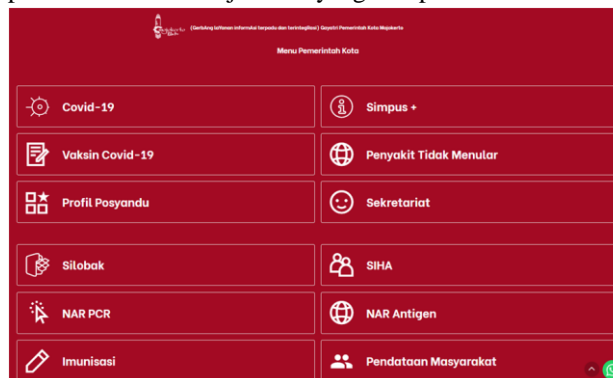 (Gerbang layanan informasi terpadu dan terintegrasi) Gayatri Pemerintah Kota Mojokerto
Menu Pemerintah Kota
Covid-19
Simpus +
Vaksin Covid-19
Penyakit Tidak Menular
Profil Posyandu
Sekretariat
Silobak
SIHA
NAR PCR
NAR Antigen
Imunisasi
Pendataan Masyarakat